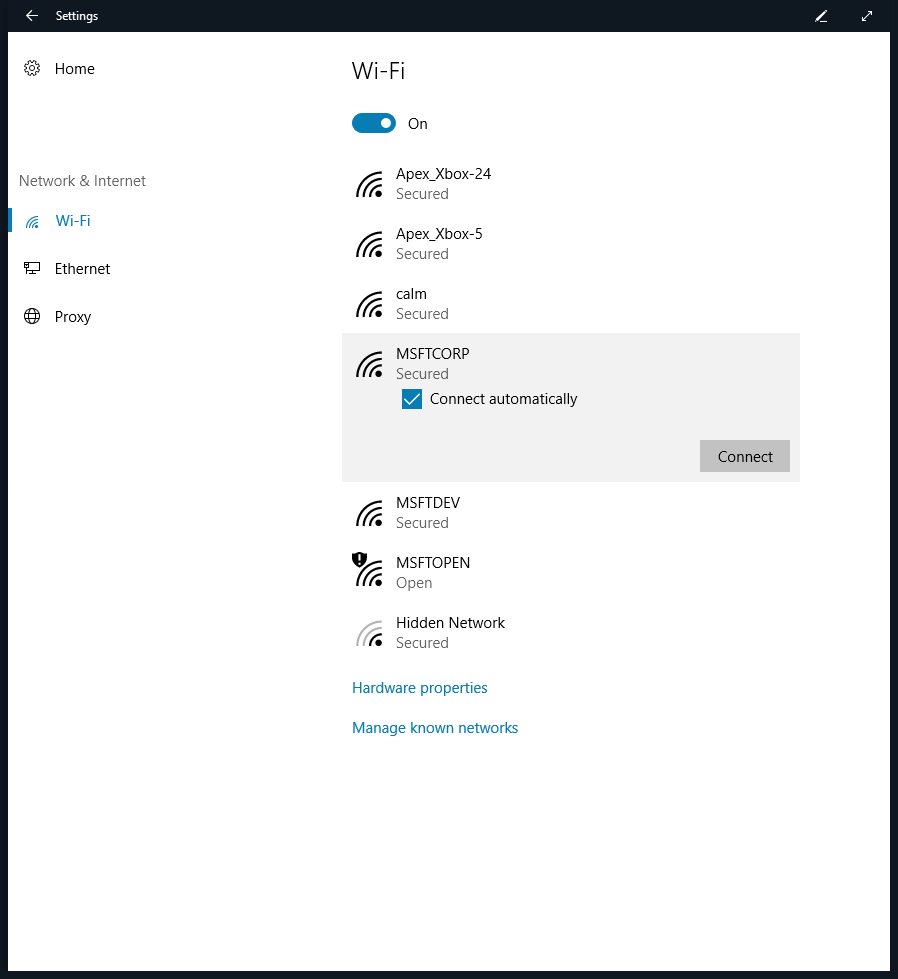 Settings
Home
Network & Internet
Wi-Fi
Ethernet
Proxy
Wi-Fi
On
Apex_Xbox-24
Secured
Apex_Xbox-5
Secured
calm
Secured
MSFTCORP
Secured
Connect automatically
Connect
MSFTDEV
Secured
MSFTOPEN
Open
Hidden Network
Secured
Hardware properties
Manage known networks